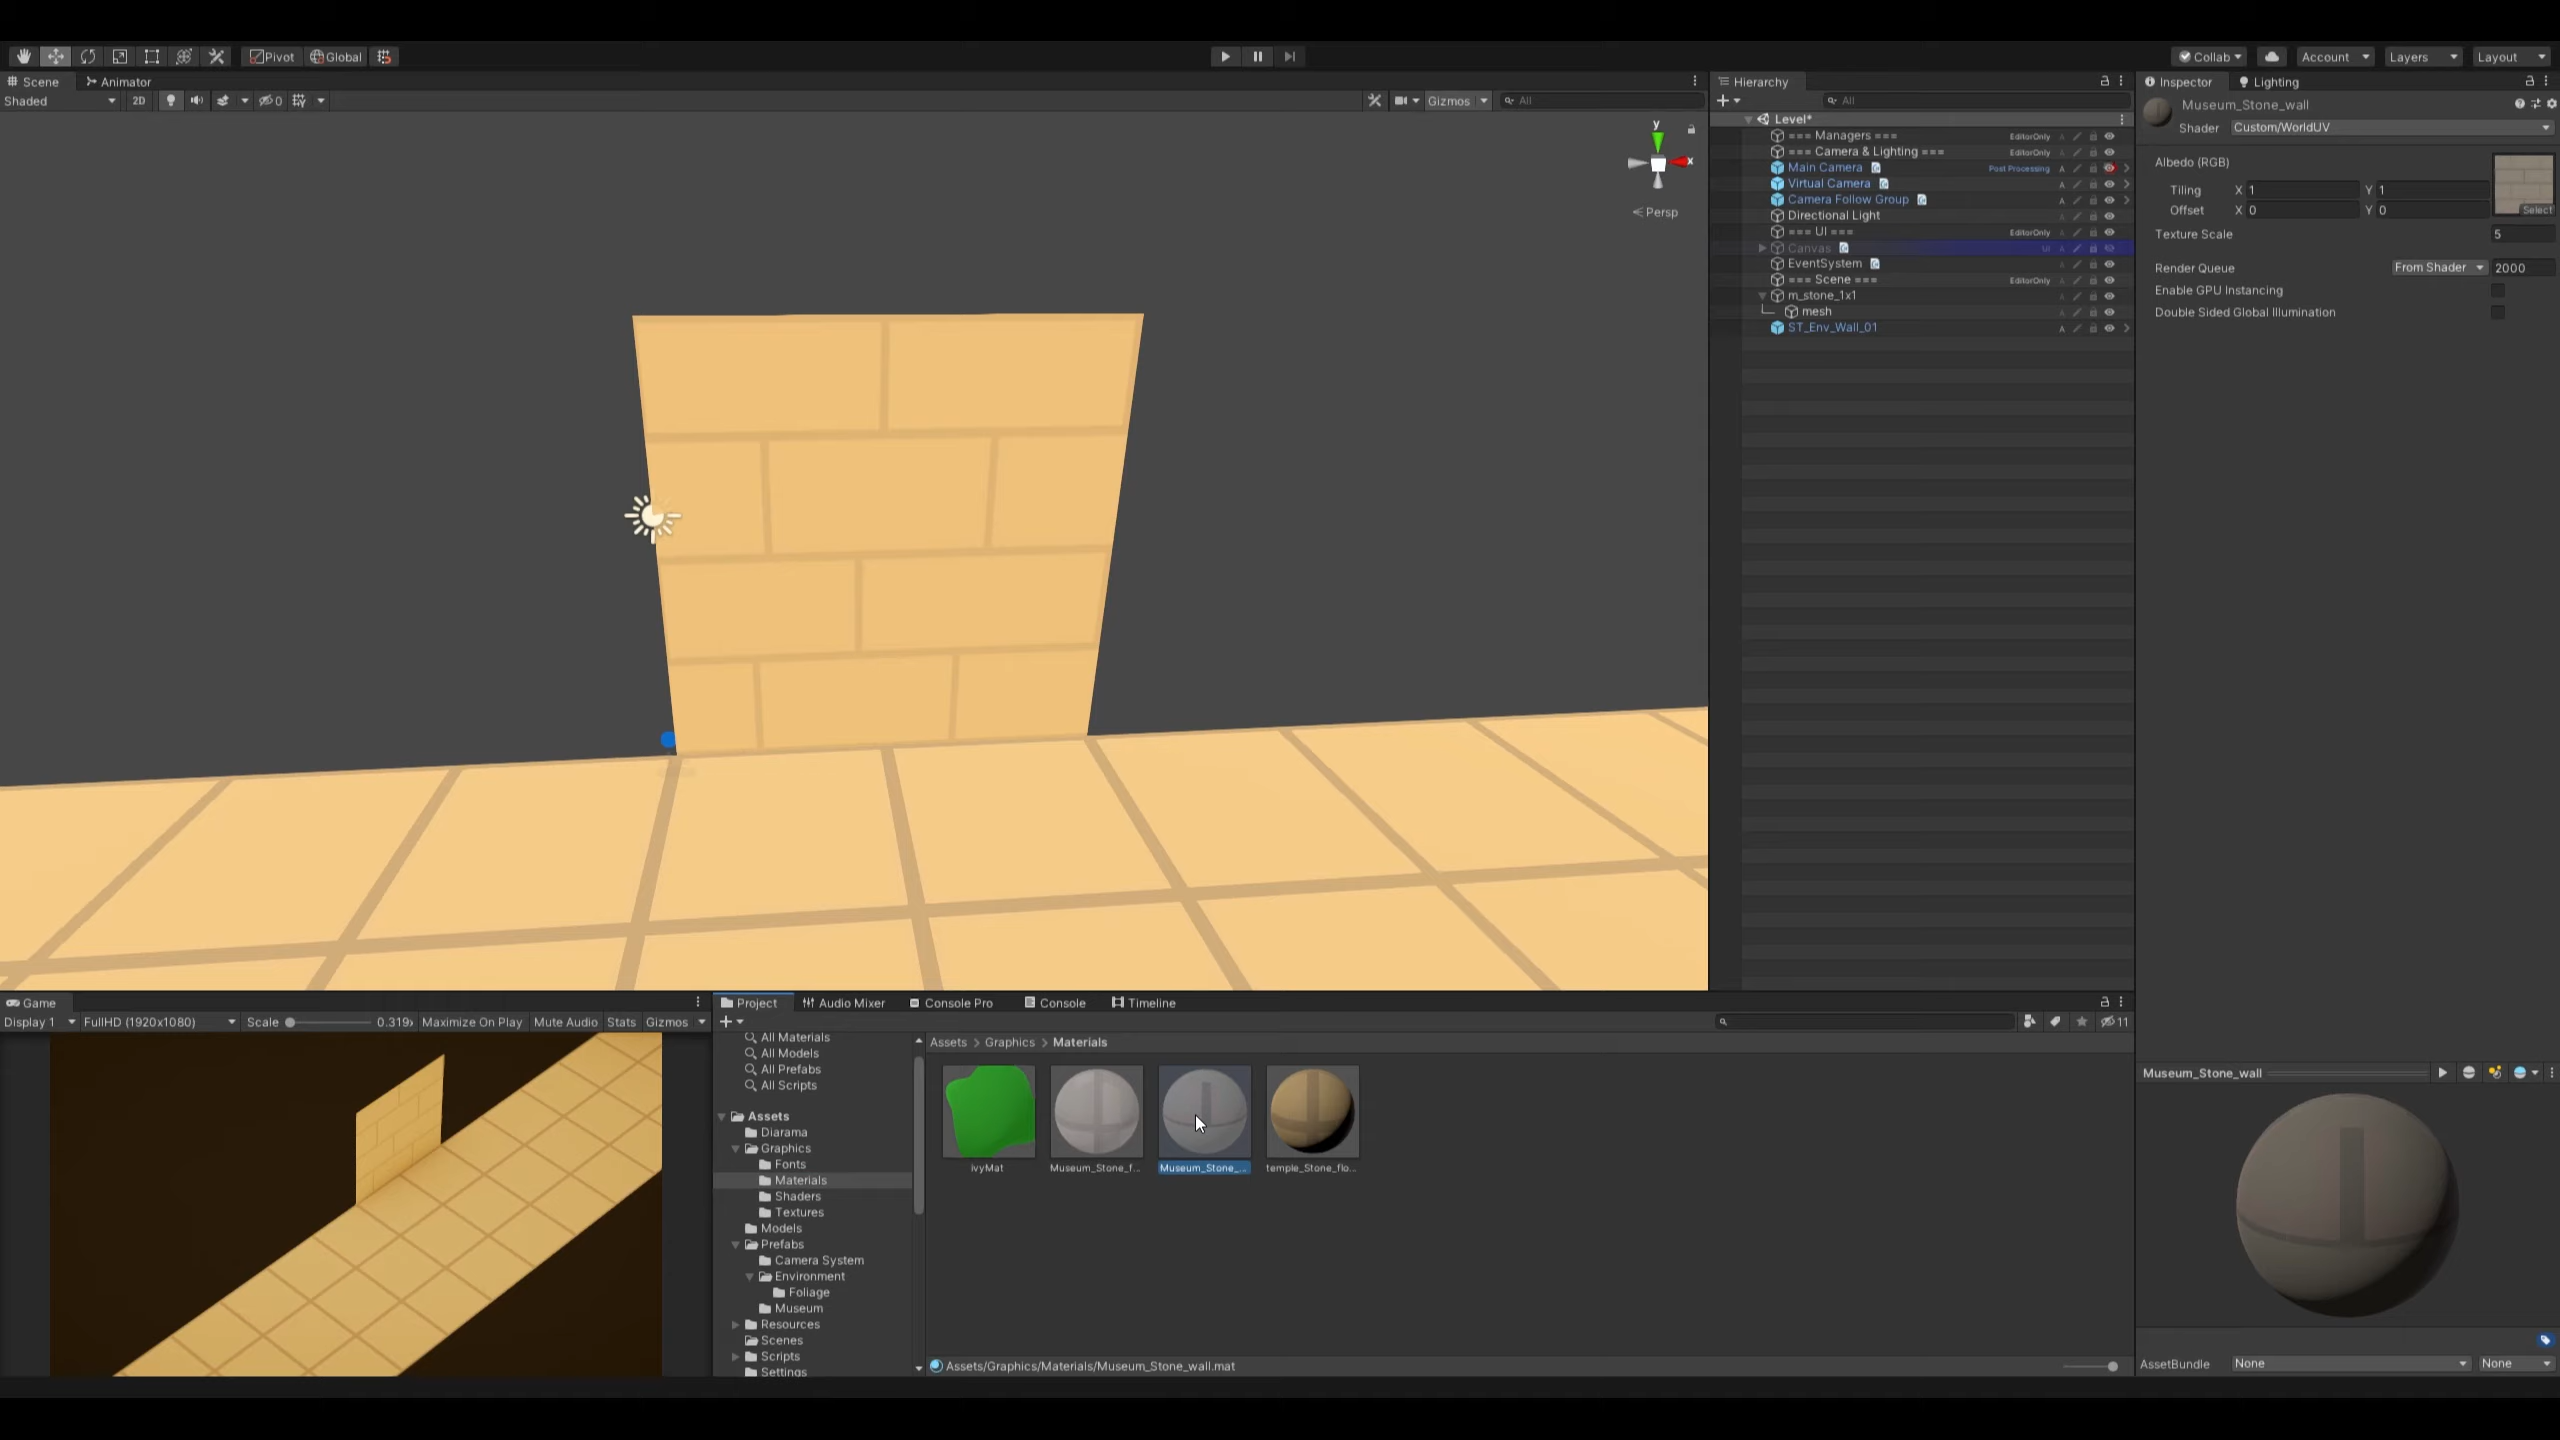 Pivot Global Collab Account Layers Layout
Scene Animator
Shaded 2D 0 Gizmos All
y
x
Persp
Hierarchy
All
Level*
=== Managers === EditorOnly
=== Camera & Lighting === EditorOnly
Main Camera Post Processing
Virtual Camera
Camera Follow Group
Directional Light
=== UI === EditorOnly
Canvas UI
EventSystem
=== Scene === EditorOnly
m_stone_1x1
mesh
ST_Env_Wall_01
Inspector Lighting
Museum_Stone_wall
Shader Custom/WorldUV
Albedo (RGB)
Tiling X 1 Y 1
Offset X 0 Y 0
Select
Texture Scale 5
Render Queue From Shader 2000
Enable GPU Instancing
Double Sided Global Illumination
Game
Display 1 FullHD (1920x1080) Scale 0.319x Maximize On Play Mute Audio Stats Gizmos
Project Audio Mixer Console Pro Console Timeline
11
All Materials
All Models
All Prefabs
All Scripts
Assets
Diarama
Graphics
Fonts
Materials
Shaders
Textures
Models
Prefabs
Camera System
Environment
Foliage
Museum
Resources
Scenes
Scripts
Settings
Assets > Graphics > Materials
ivyMat Museum_Stone_f... Museum_Stone_... temple_Stone_flo...
Assets/Graphics/Materials/Museum_Stone_wall.mat
Museum_Stone_wall
AssetBundle None None